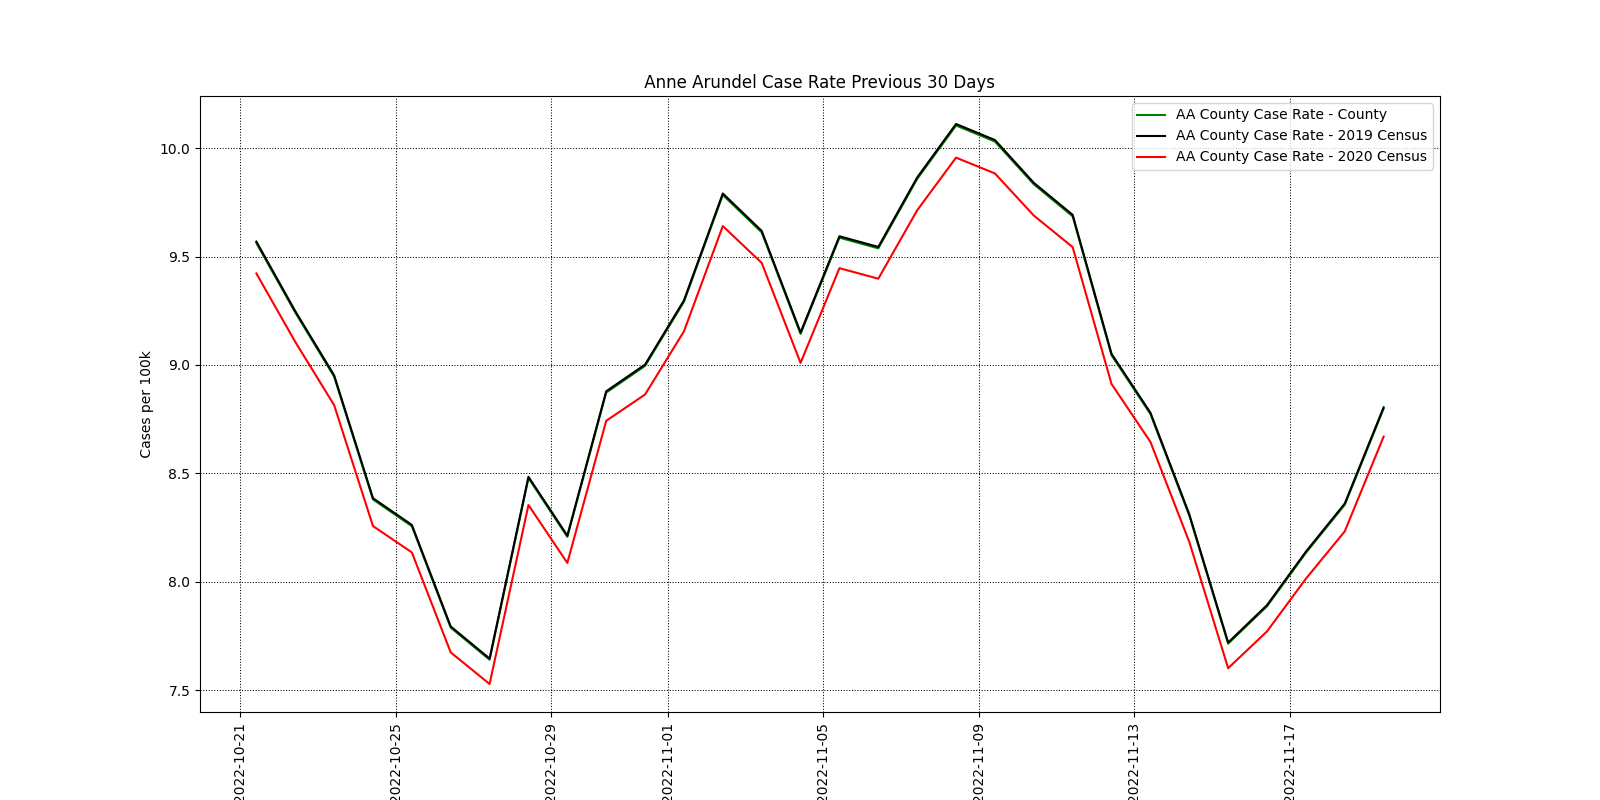 Anne Arundel Case Rate Previous 30 Days
AA County Case Rate - County
AA County Case Rate - 2019 Census
AA County Case Rate - 2020 Census
Cases per 100k
10.0
9.5
9.0
8.5
8.0
7.5
2022-10-21
2022-10-25
2022-10-29
2022-11-01
2022-11-05
2022-11-09
2022-11-13
2022-11-17